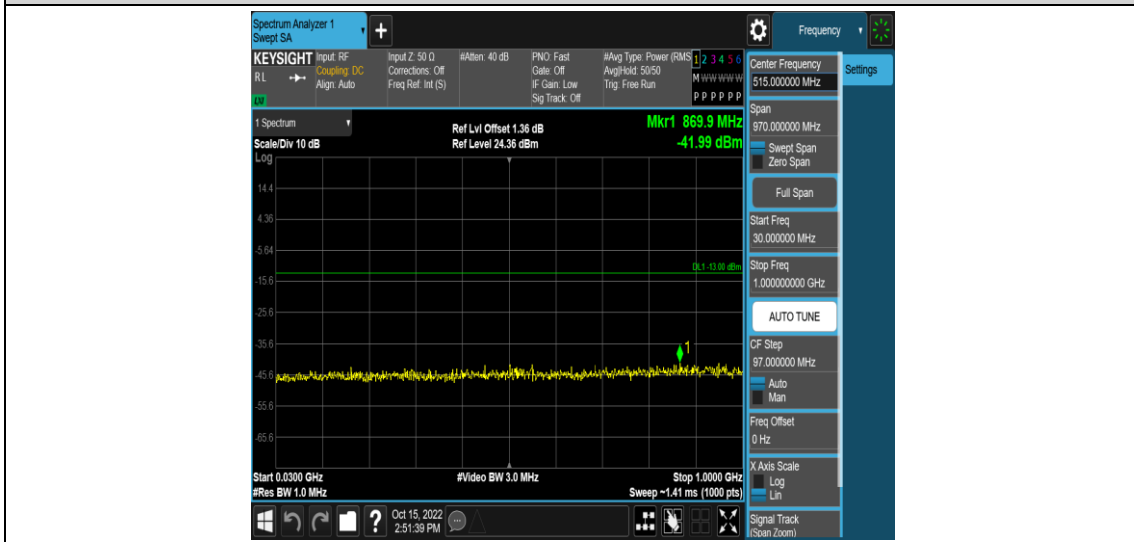 Spectrum Analyzer 1
Swept SA
+
Frequency
KEYSIGHT
RL
Input: RF
Coupling: DC
Align: Auto
Input Z: 50 Ω
Corrections: Off
Freq Ref: Int (S)
#Atten: 40 dB
PNO: Fast
Gate: Off
IF Gain: Low
Sig Track: Off
#Avg Type: Power (RMS
Avg|Hold: 50/50
Trig: Free Run
1 2 3 4 5 6
M W W W W W
P P P P P P
1 Spectrum
Scale/Div 10 dB
Log
Ref Lvl Offset 1.36 dB
Ref Level 24.36 dBm
Mkr1 869.9 MHz
-41.99 dBm
14.4
4.36
-5.64
DL1 -13.00 dBm
-15.6
-25.6
-35.6
1
-45.6
-55.6
-65.6
Start 0.0300 GHz
#Res BW 1.0 MHz
#Video BW 3.0 MHz
Stop 1.0000 GHz
Sweep ~1.41 ms (1000 pts)
Oct 15, 2022
2:51:39 PM
Center Frequency
515.000000 MHz
Settings
Span
970.000000 MHz
Swept Span
Zero Span
Full Span
Start Freq
30.000000 MHz
Stop Freq
1.000000000 GHz
AUTO TUNE
CF Step
97.000000 MHz
Auto
Man
Freq Offset
0 Hz
X Axis Scale
Log
Lin
Signal Track
(Span Zoom)